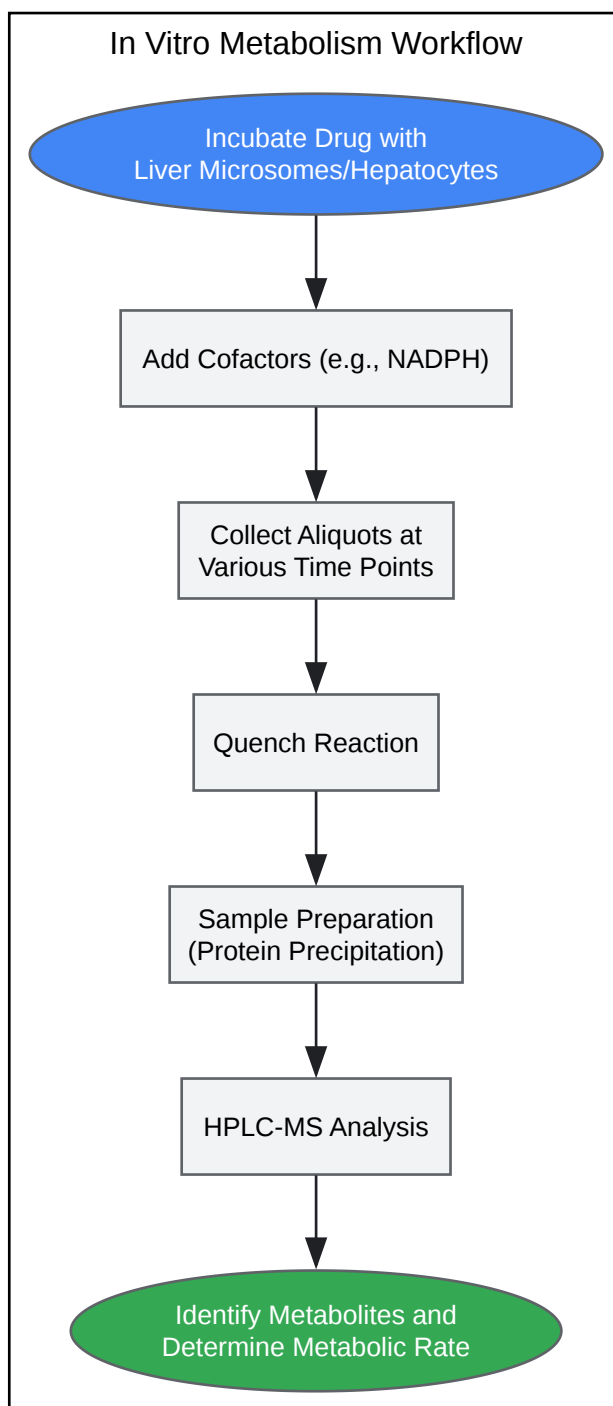 In Vitro Metabolism Workflow
Incubate Drug with
Liver Microsomes/Hepatocytes
Add Cofactors (e.g., NADPH)
Collect Aliquots at
Various Time Points
Quench Reaction
Sample Preparation
(Protein Precipitation)
HPLC-MS Analysis
Identify Metabolites and
Determine Metabolic Rate